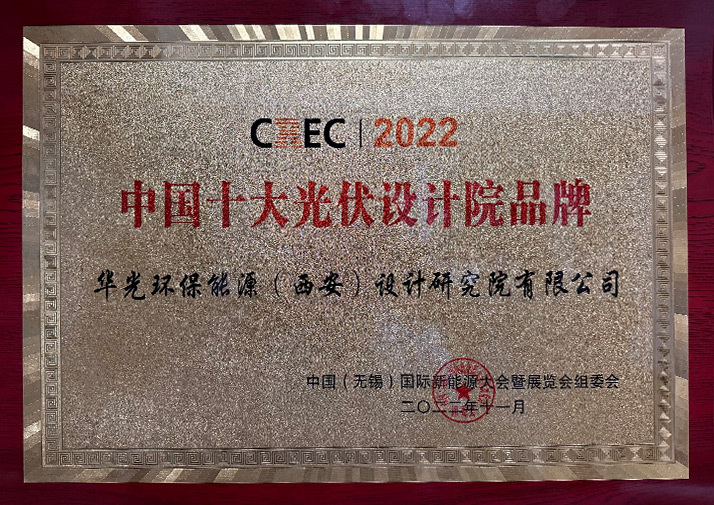 CREC | 2022
中国十大光伏设计院品牌
华光环保能源（西安）设计研究院有限公司
中国（无锡）国际新能源大会暨展览会组委会
二〇二二年十一月